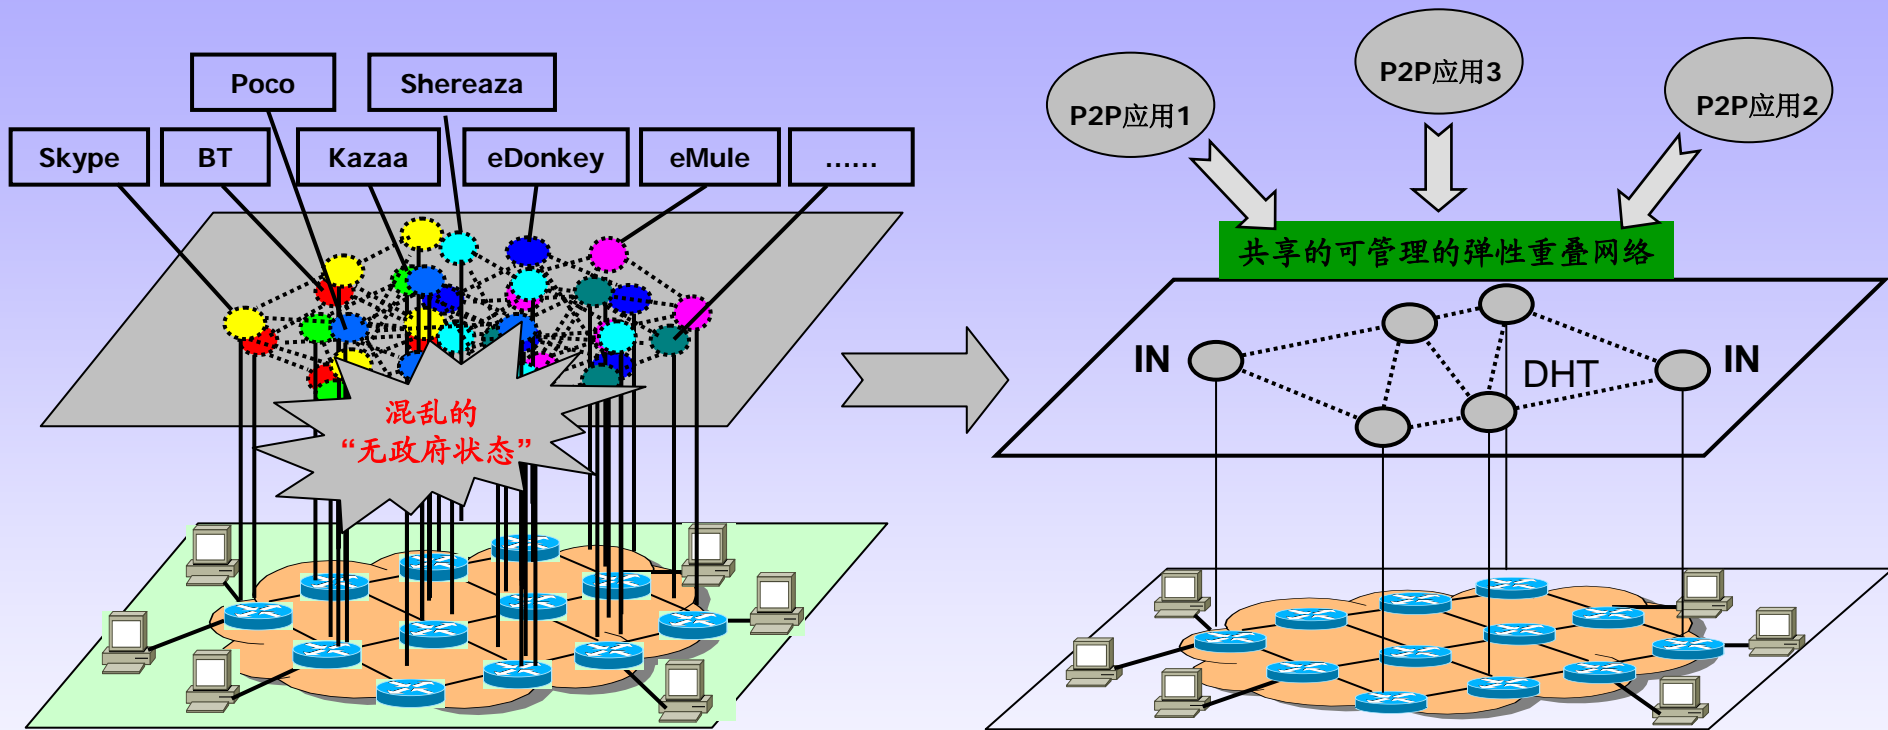 Poco
Shereaza
Skype
BT
Kazaa
eDonkey
eMule
......
混乱的
“无政府状态”
P2P应用1
P2P应用3
P2P应用2
共享的可管理的弹性重叠网络
IN
DHT
IN